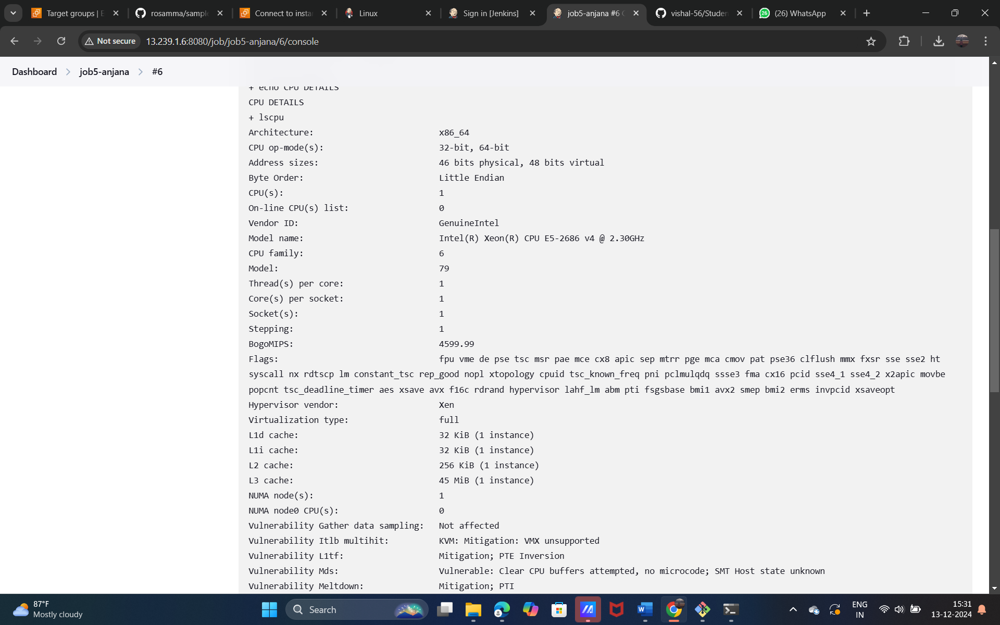 Target groups | E
rosamma/sample
Connect to insta
Linux
Sign in [Jenkins]
job5-anjana #6 C
vishal-56/Studen
26
(26) WhatsApp
Not secure
13.239.1.6:8080/job/job5-anjana/6/console
Dashboard > job5-anjana > #6
+ echo CPU DETAILS
CPU DETAILS
+ lscpu
Architecture: x86_64
CPU op-mode(s): 32-bit, 64-bit
Address sizes: 46 bits physical, 48 bits virtual
Byte Order: Little Endian
CPU(s): 1
On-line CPU(s) list: 0
Vendor ID: GenuineIntel
Model name: Intel(R) Xeon(R) CPU E5-2686 v4 @ 2.30GHz
CPU family: 6
Model: 79
Thread(s) per core: 1
Core(s) per socket: 1
Socket(s): 1
Stepping: 1
BogoMIPS: 4599.99
Flags: fpu vme de pse tsc msr pae mce cx8 apic sep mtrr pge mca cmov pat pse36 clflush mmx fxsr sse sse2 ht
syscall nx rdtscp lm constant_tsc rep_good nopl xtopology cpuid tsc_known_freq pni pclmulqdq ssse3 fma cx16 pcid sse4_1 sse4_2 x2apic movbe
popcnt tsc_deadline_timer aes xsave avx f16c rdrand hypervisor lahf_lm abm pti fsgsbase bmi1 avx2 smep bmi2 erms invpcid xsaveopt
Hypervisor vendor: Xen
Virtualization type: full
L1d cache: 32 KiB (1 instance)
L1i cache: 32 KiB (1 instance)
L2 cache: 256 KiB (1 instance)
L3 cache: 45 MiB (1 instance)
NUMA node(s): 1
NUMA node0 CPU(s): 0
Vulnerability Gather data sampling: Not affected
Vulnerability Itlb multihit: KVM: Mitigation: VMX unsupported
Vulnerability L1tf: Mitigation; PTE Inversion
Vulnerability Mds: Vulnerable: Clear CPU buffers attempted, no microcode; SMT Host state unknown
Vulnerability Meltdown: Mitigation; PTI
87°F
Mostly cloudy
Search
ENG
IN
15:31
13-12-2024